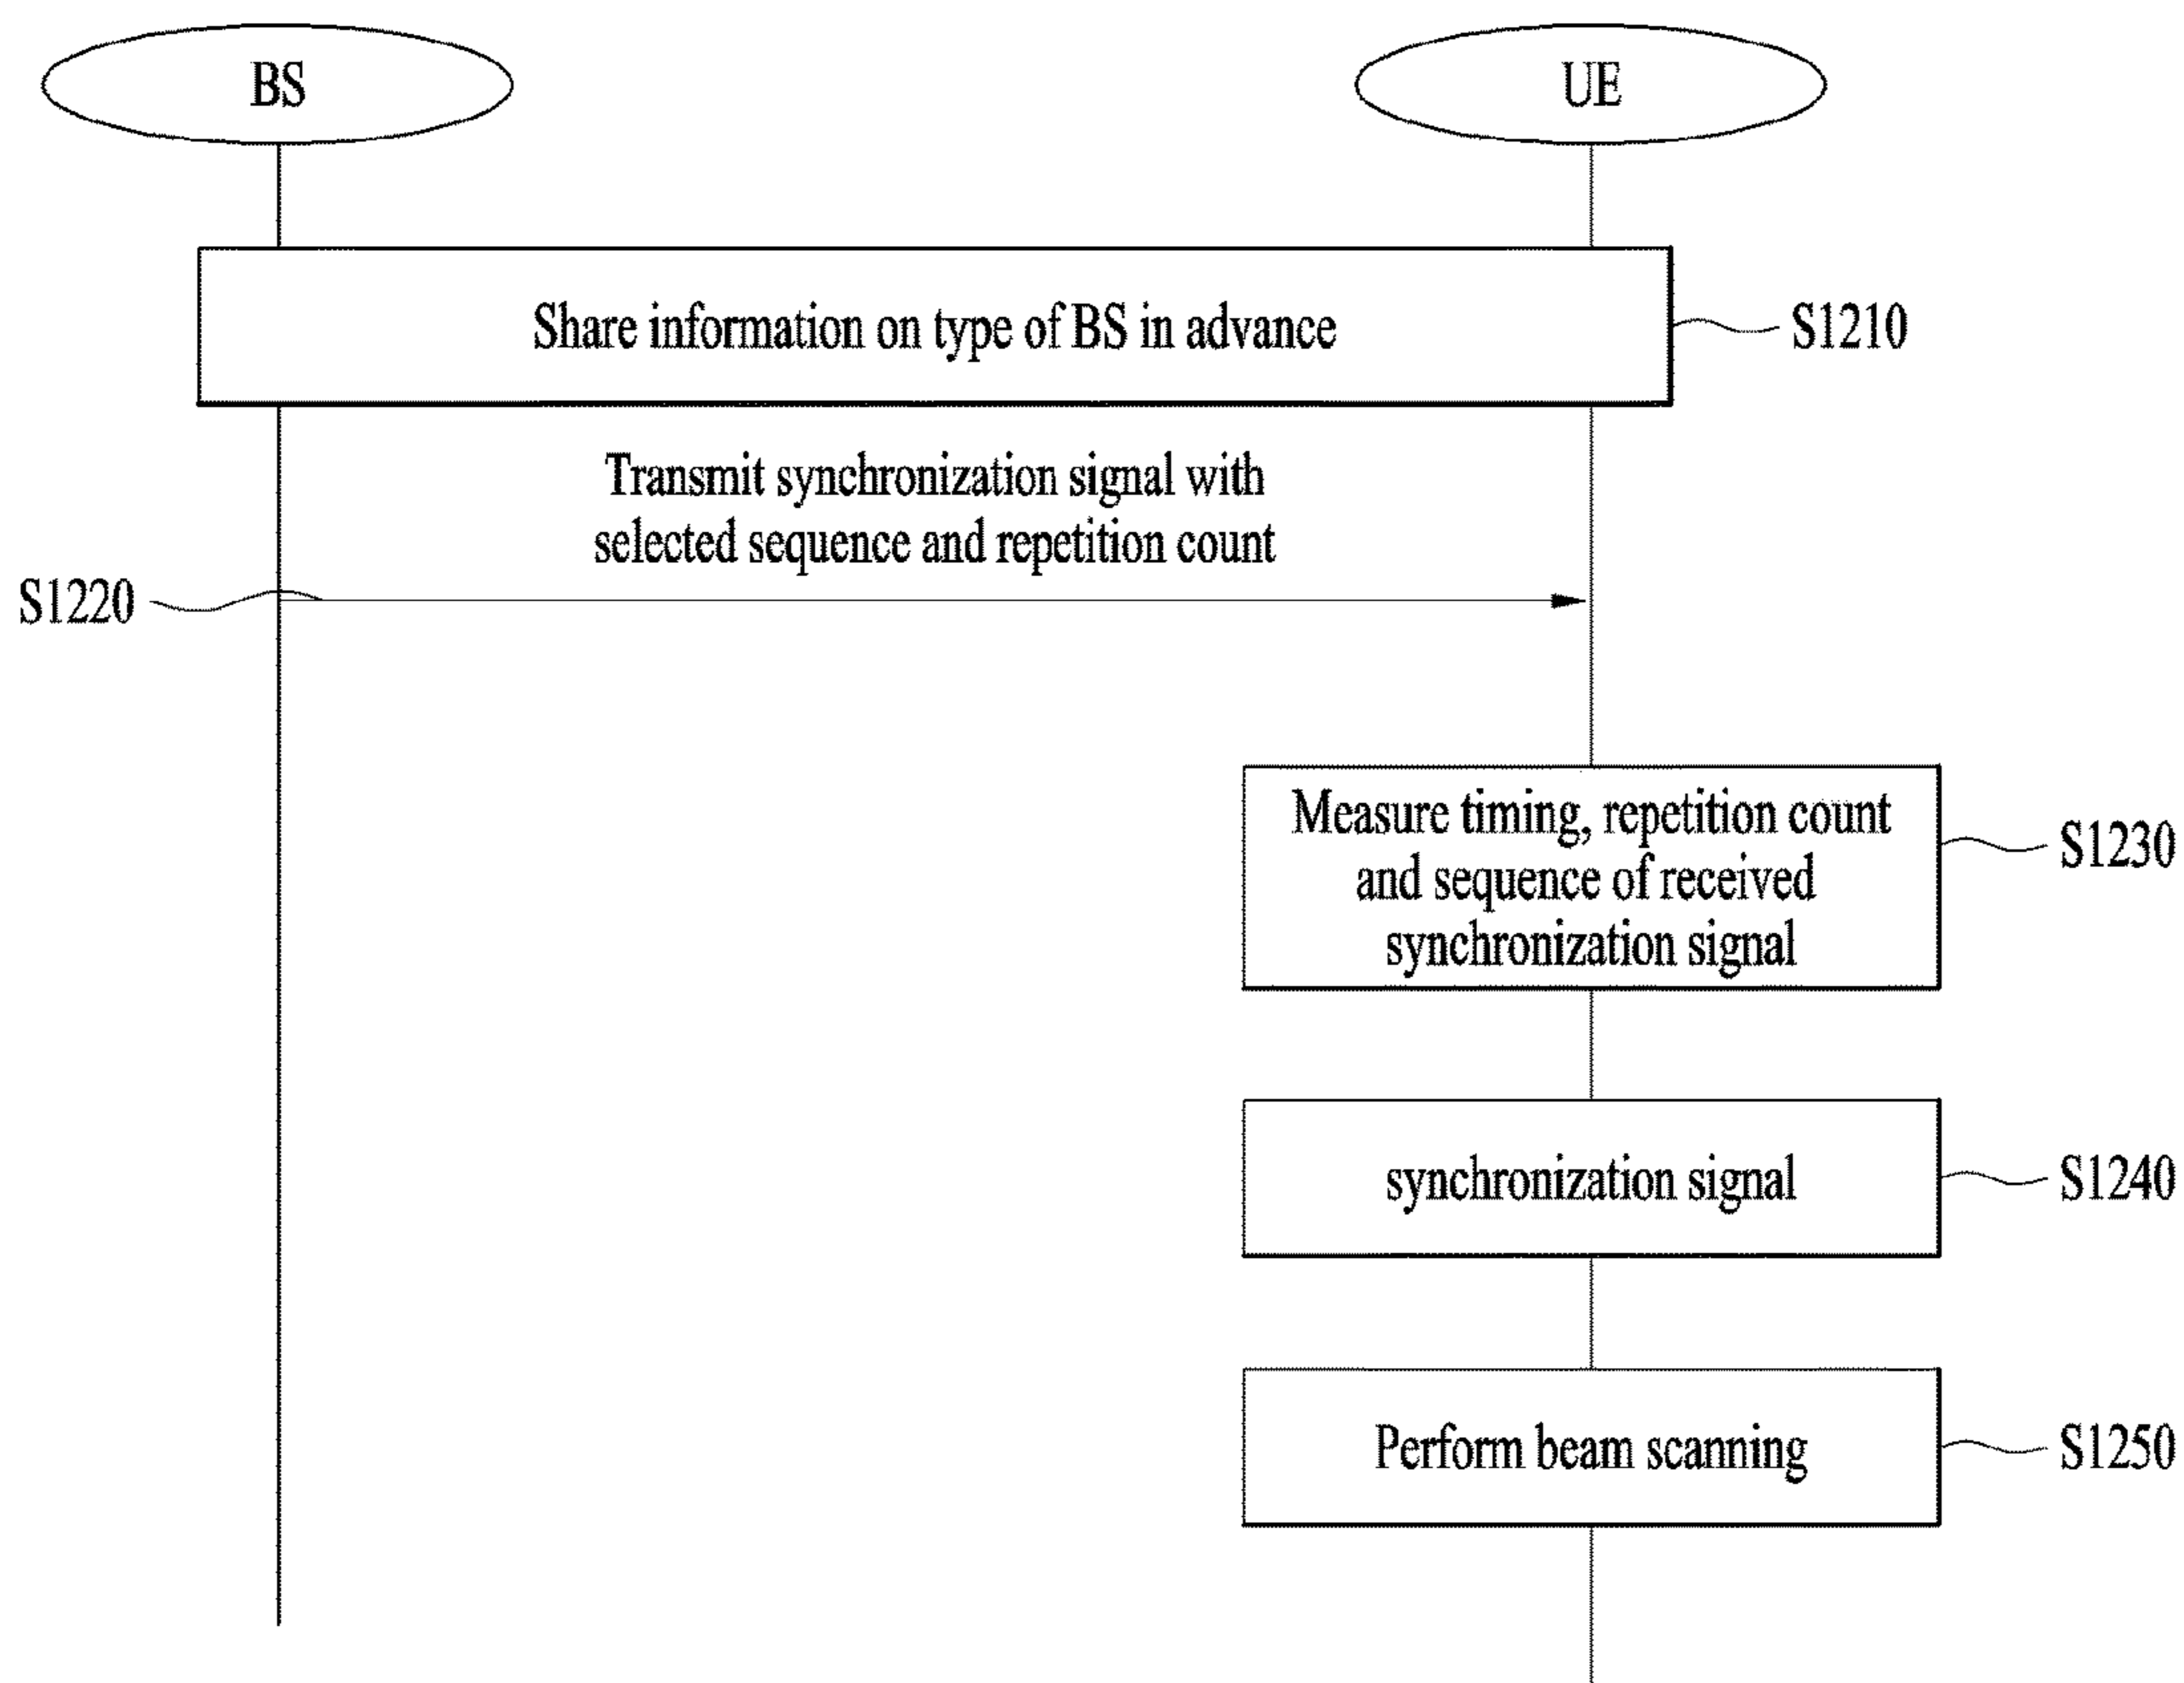 BS
UE
Share information on type of BS in advance
S1210
Transmit synchronization signal with
selected sequence and repetition count
S1220
Measure timing, repetition count
and sequence of received
synchronization signal
S1230
synchronization signal
S1240
Perform beam scanning
S1250